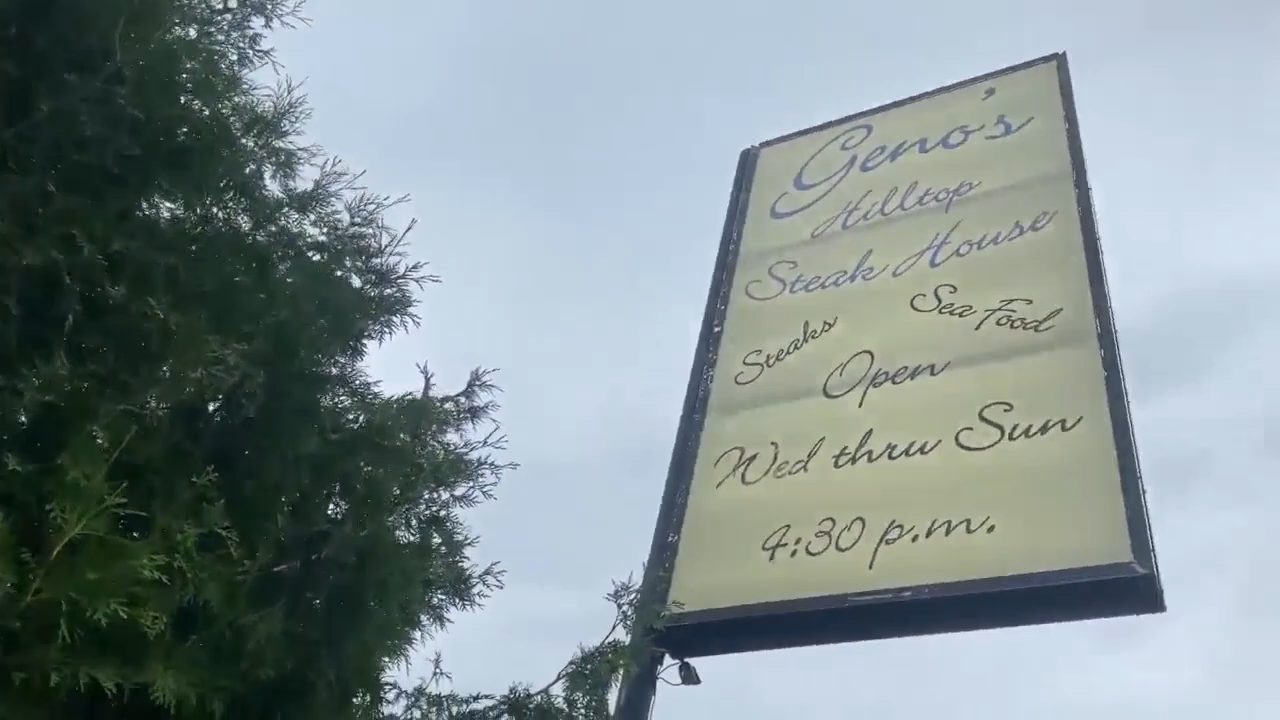 Geno's
Hilltop
Steak House
Steaks Sea Food
Open
Wed thru Sun
4:30 p.m.